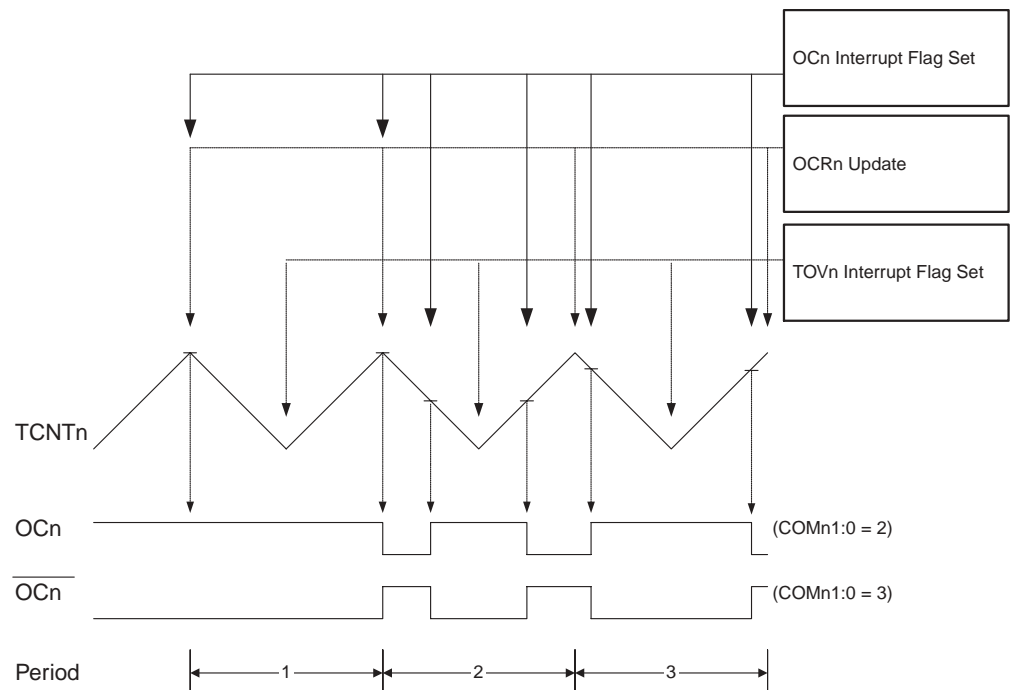 OCn Interrupt Flag Set
OCRn Update
TOVn Interrupt Flag Set
TCNTn
OCn
(COMn1:0 = 2)
OCn
(COMn1:0 = 3)
Period
1
2
3